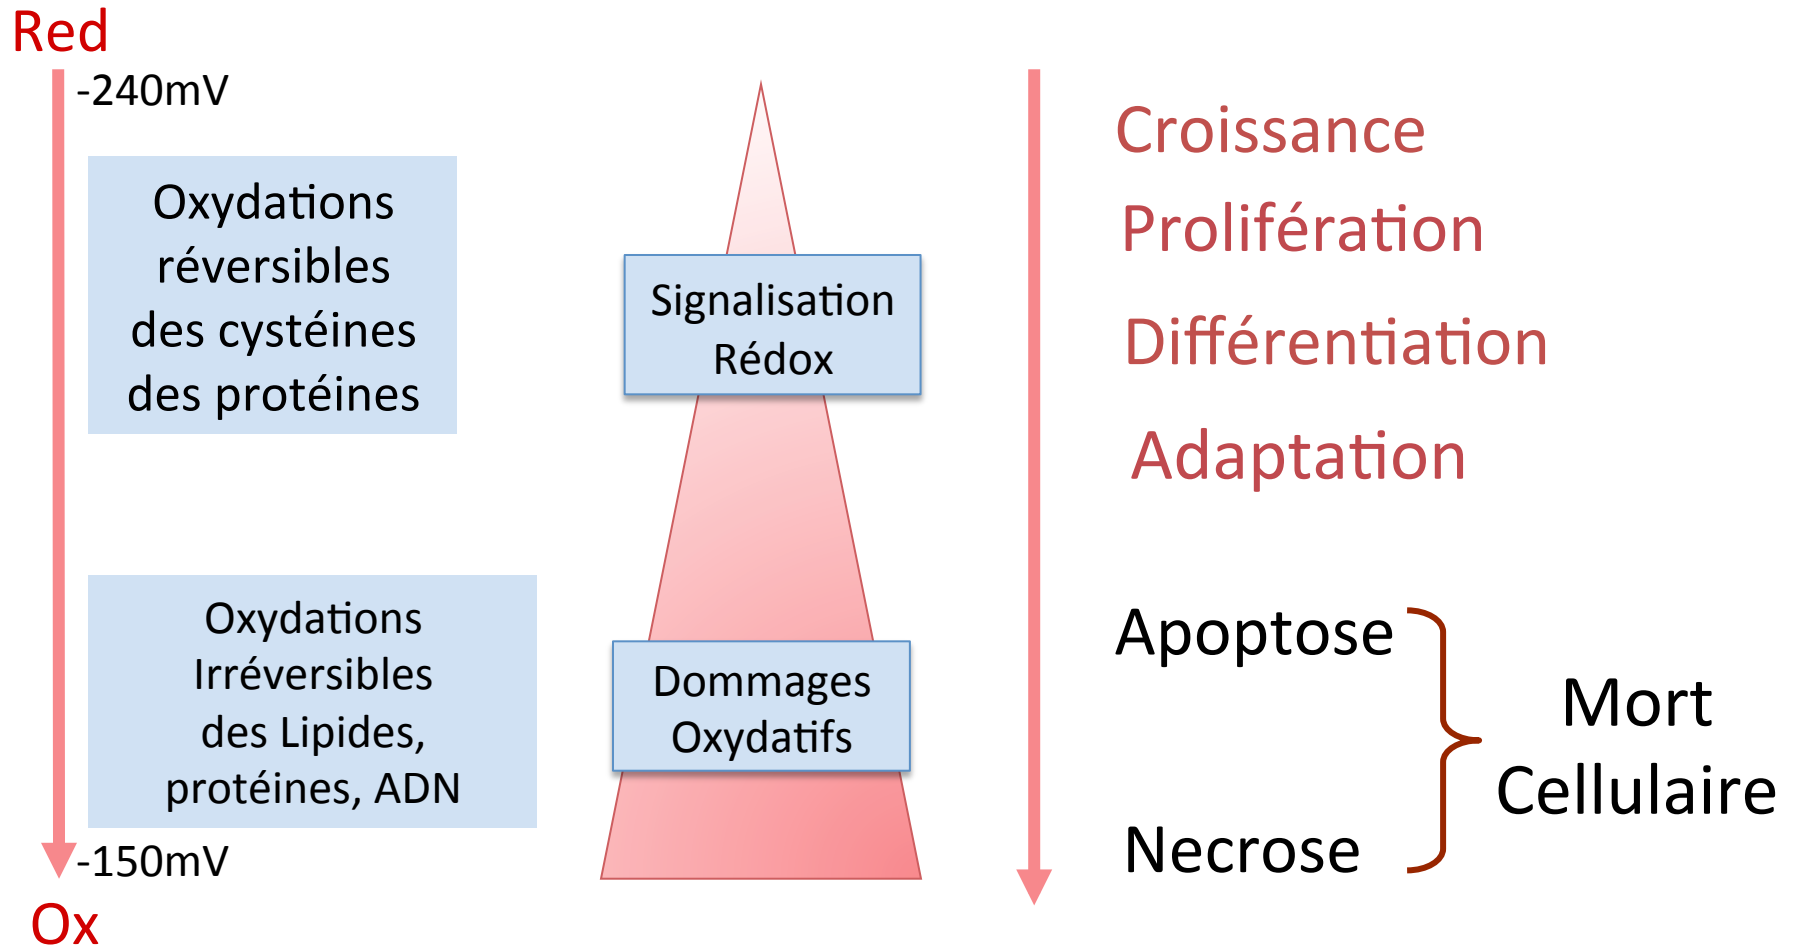 Red
-240mV
Oxydations
réversibles
des cystéines
des protéines
Oxydations
Irréversibles
des Lipides,
protéines, ADN
-150mV
Ox
Signalisation
Rédox
Dommages
Oxydatifs
Croissance
Prolifération
Différentiation
Adaptation
Apoptose
Necrose
Mort
Cellulaire